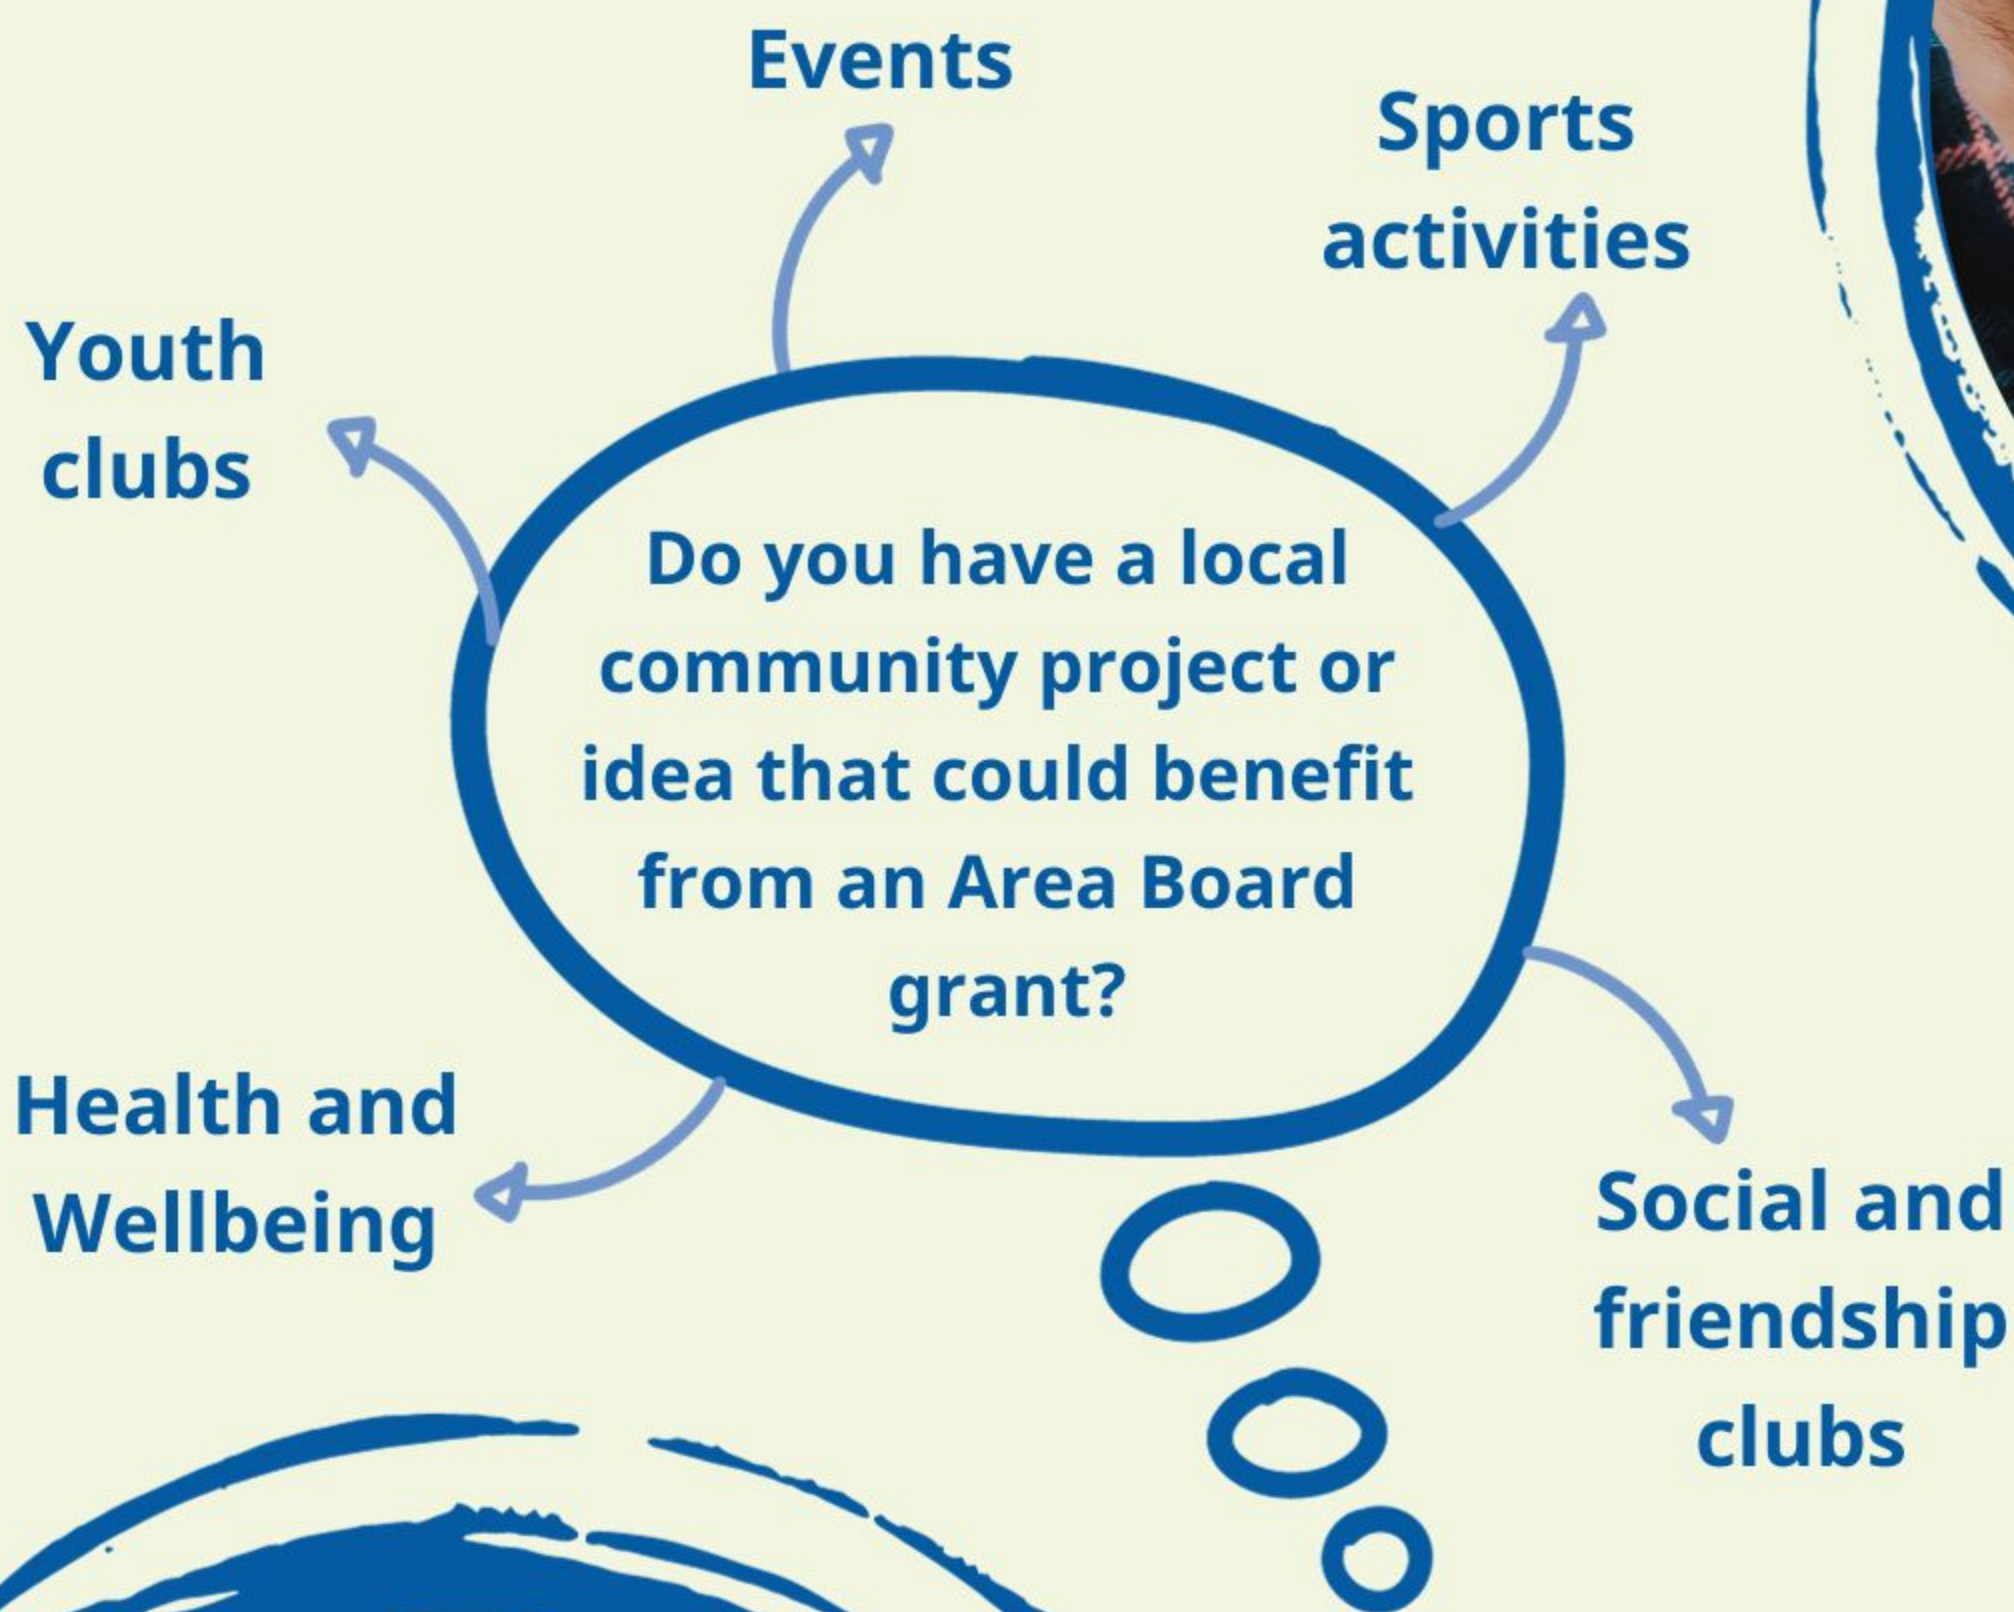 Events
Sports
activities
Youth
clubs
Do you have a local
community project or
idea that could benefit
from an Area Board
grant?
Health and
Wellbeing
Social and
friendship
clubs